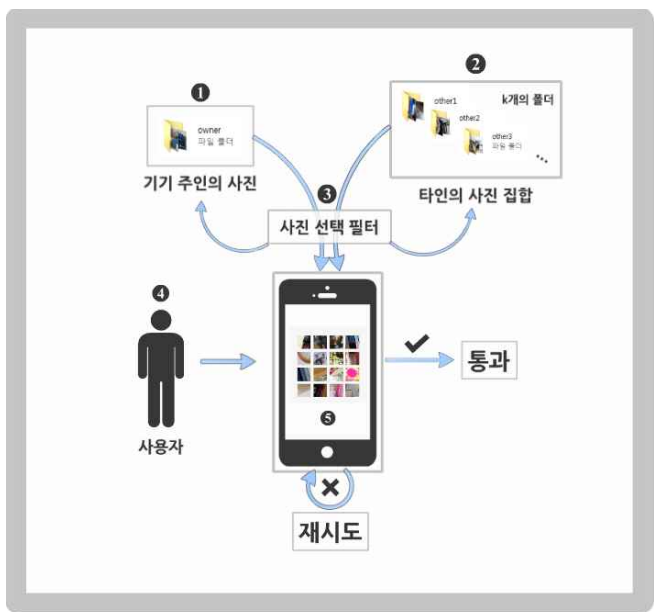 ❶
owner
파일 폴더
기기 주인의 사진
❷
other1
k개의 폴더
other2
other3
파일 폴더
...
타인의 사진 집합
❸
사진 선택 필터
❹
사용자
❺
통과
재시도